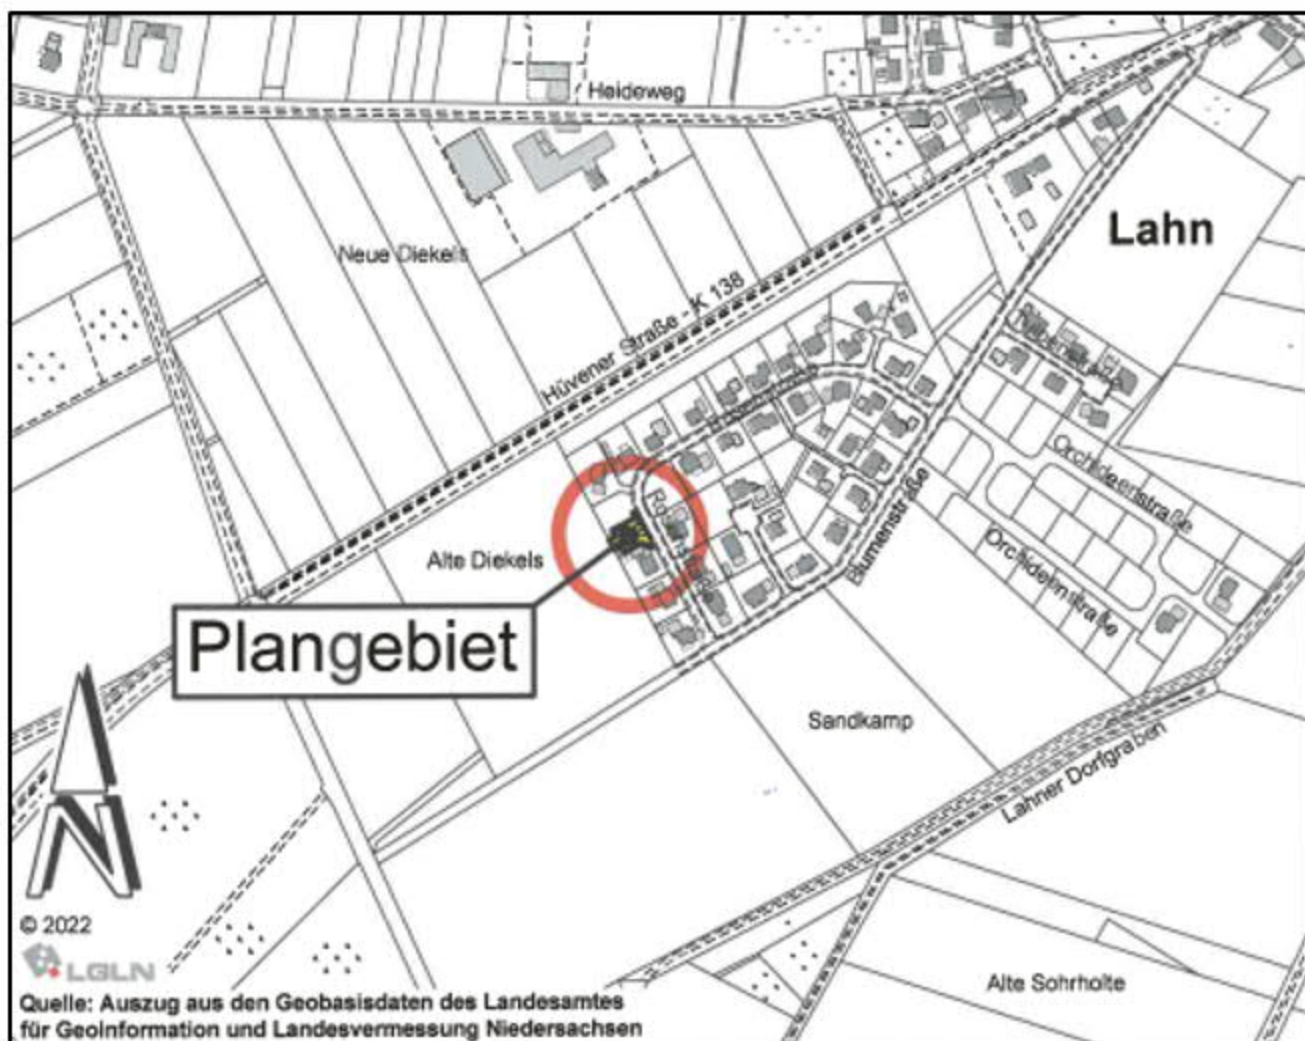 Heideweg
Lahn
Neue Diekels
Hüvener Straße - K 138
Orchideenstraße
Blumenstraße
Orchideenstraße
Alte Diekels
Plangebiet
Sandkamp
Lahner Dorfgraben
N
© 2022
LGLN
Alte Sohrholte
Quelle: Auszug aus den Geobasisdaten des Landesamtes
für Geoinformation und Landesvermessung Niedersachsen